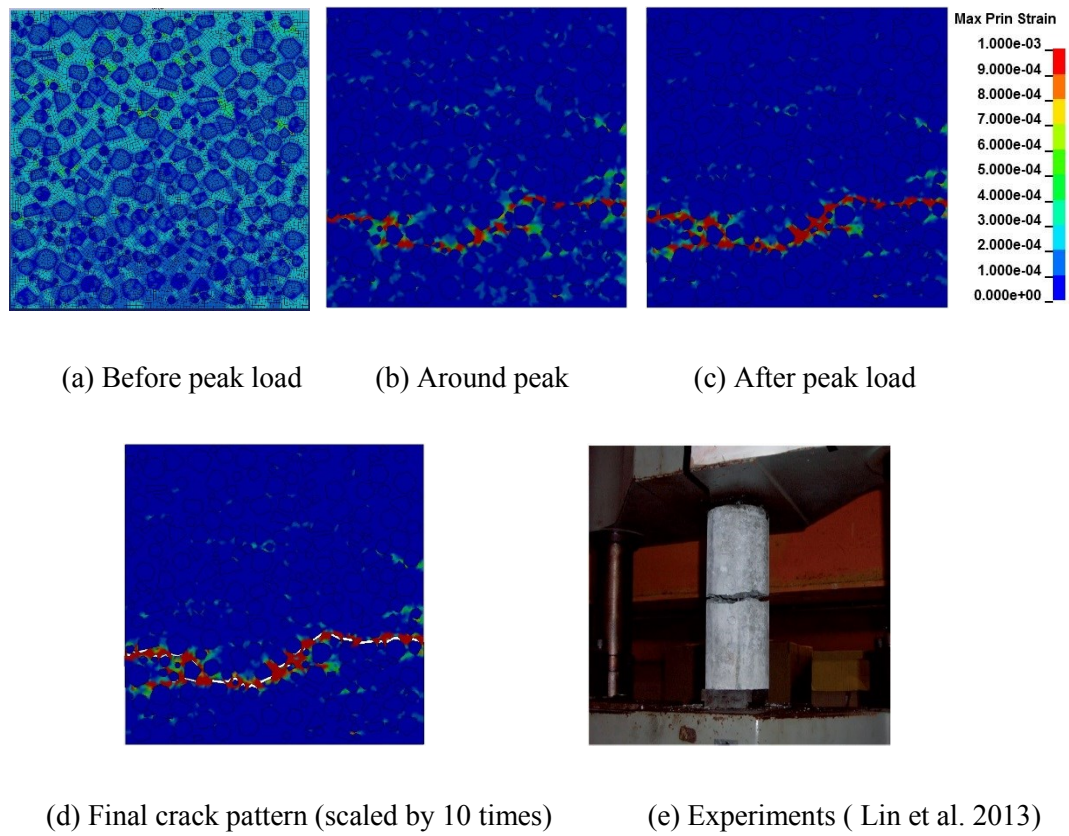 Max Prin Strain
1.000e-03
9.000e-04
8.000e-04
7.000e-04
6.000e-04
5.000e-04
4.000e-04
3.000e-04
2.000e-04
1.000e-04
0.000e+00
(a) Before peak load
(b) Around peak
(c) After peak load
(d) Final crack pattern (scaled by 10 times)
(e) Experiments ( Lin et al. 2013)